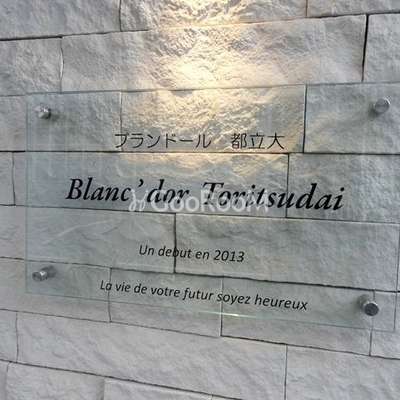 ブランドール 都立大
Blanc'dor Toritsudai
GooRooM
Un debut en 2013
La vie de votre futur soyez heureux